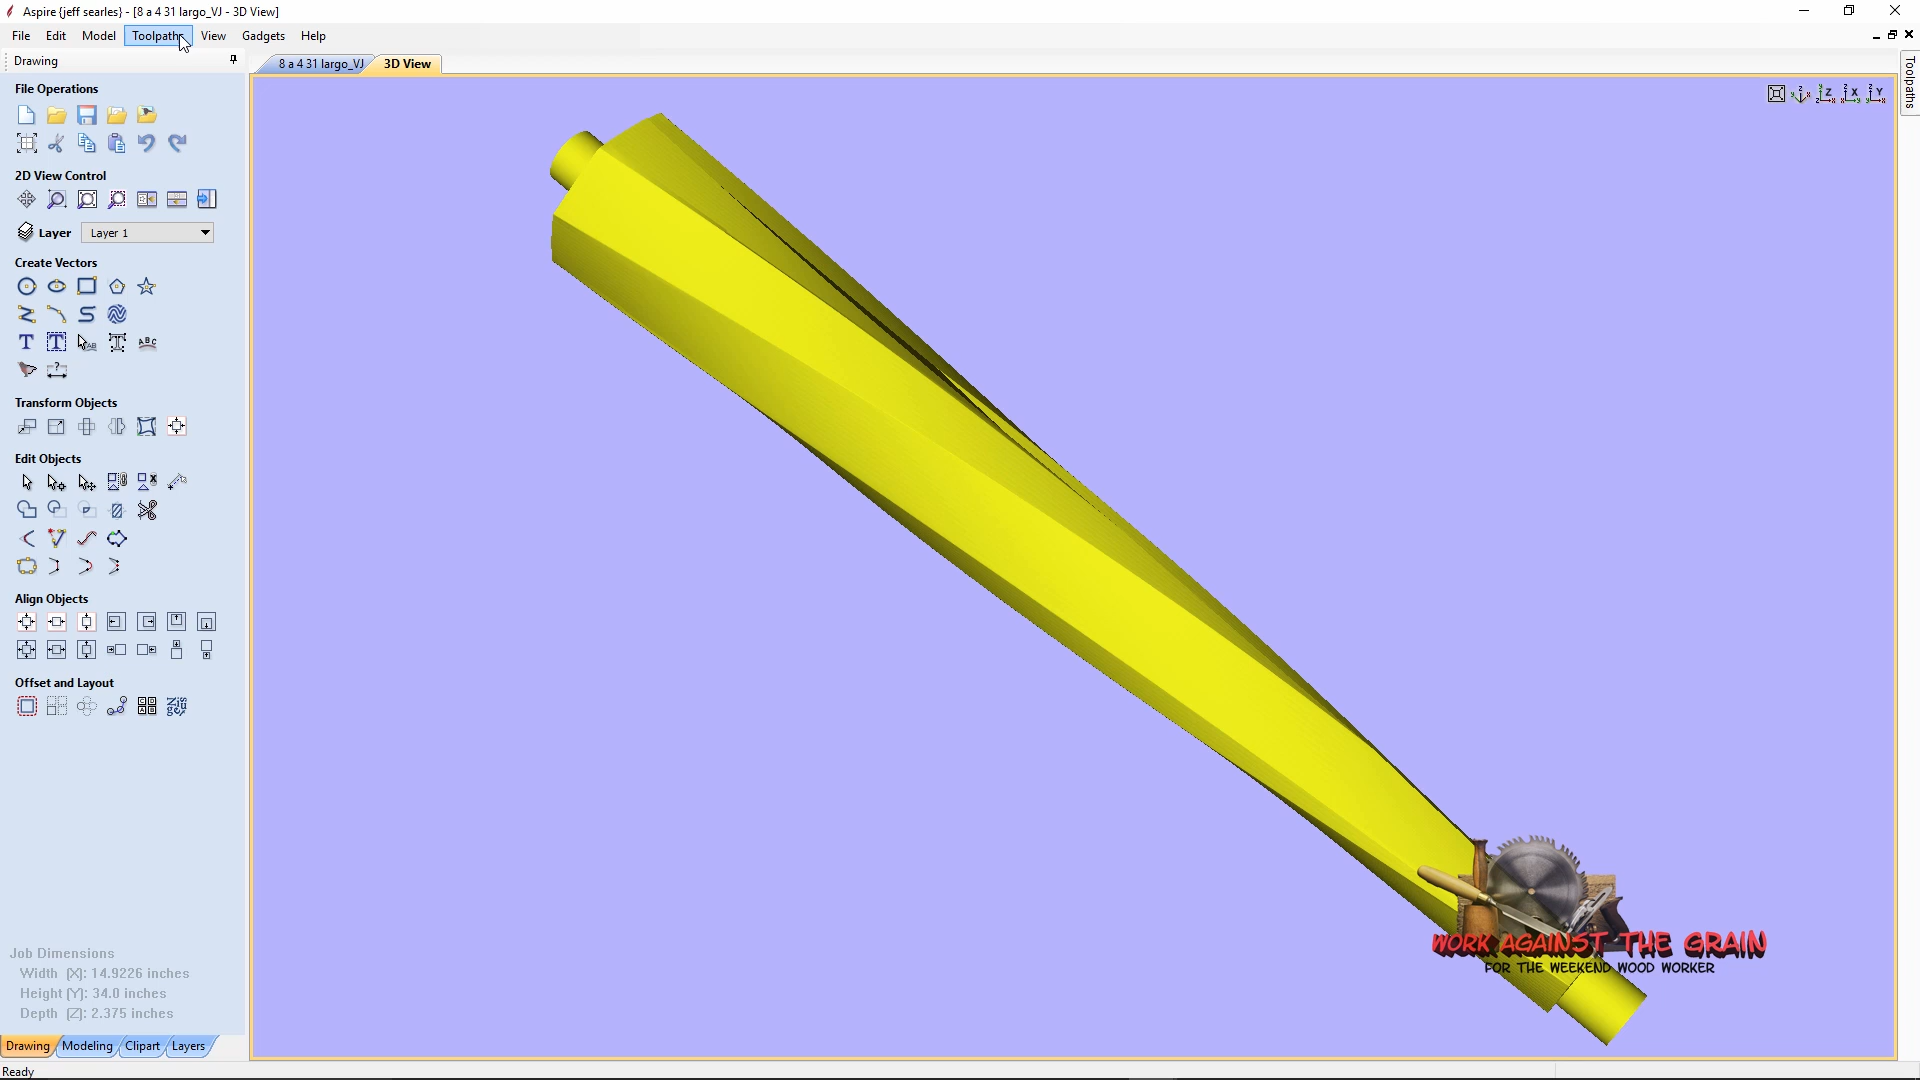 Aspire {jeff searles} - [8 a 4 31 largo_VJ - 3D View]
File Edit Model Toolpaths View Gadgets Help
Drawing
8 a 4 31 largo_VJ 3D View
Toolpaths
File Operations
2D View Control
Layer Layer 1
Create Vectors
Transform Objects
Edit Objects
Align Objects
Offset and Layout
WORK AGAINST THE GRAIN
FOR THE WEEKEND WOOD WORKER
Job Dimensions
Width (X): 14.9226 inches
Height (Y): 34.0 inches
Depth (Z): 2.375 inches
Drawing Modeling Clipart Layers
Ready